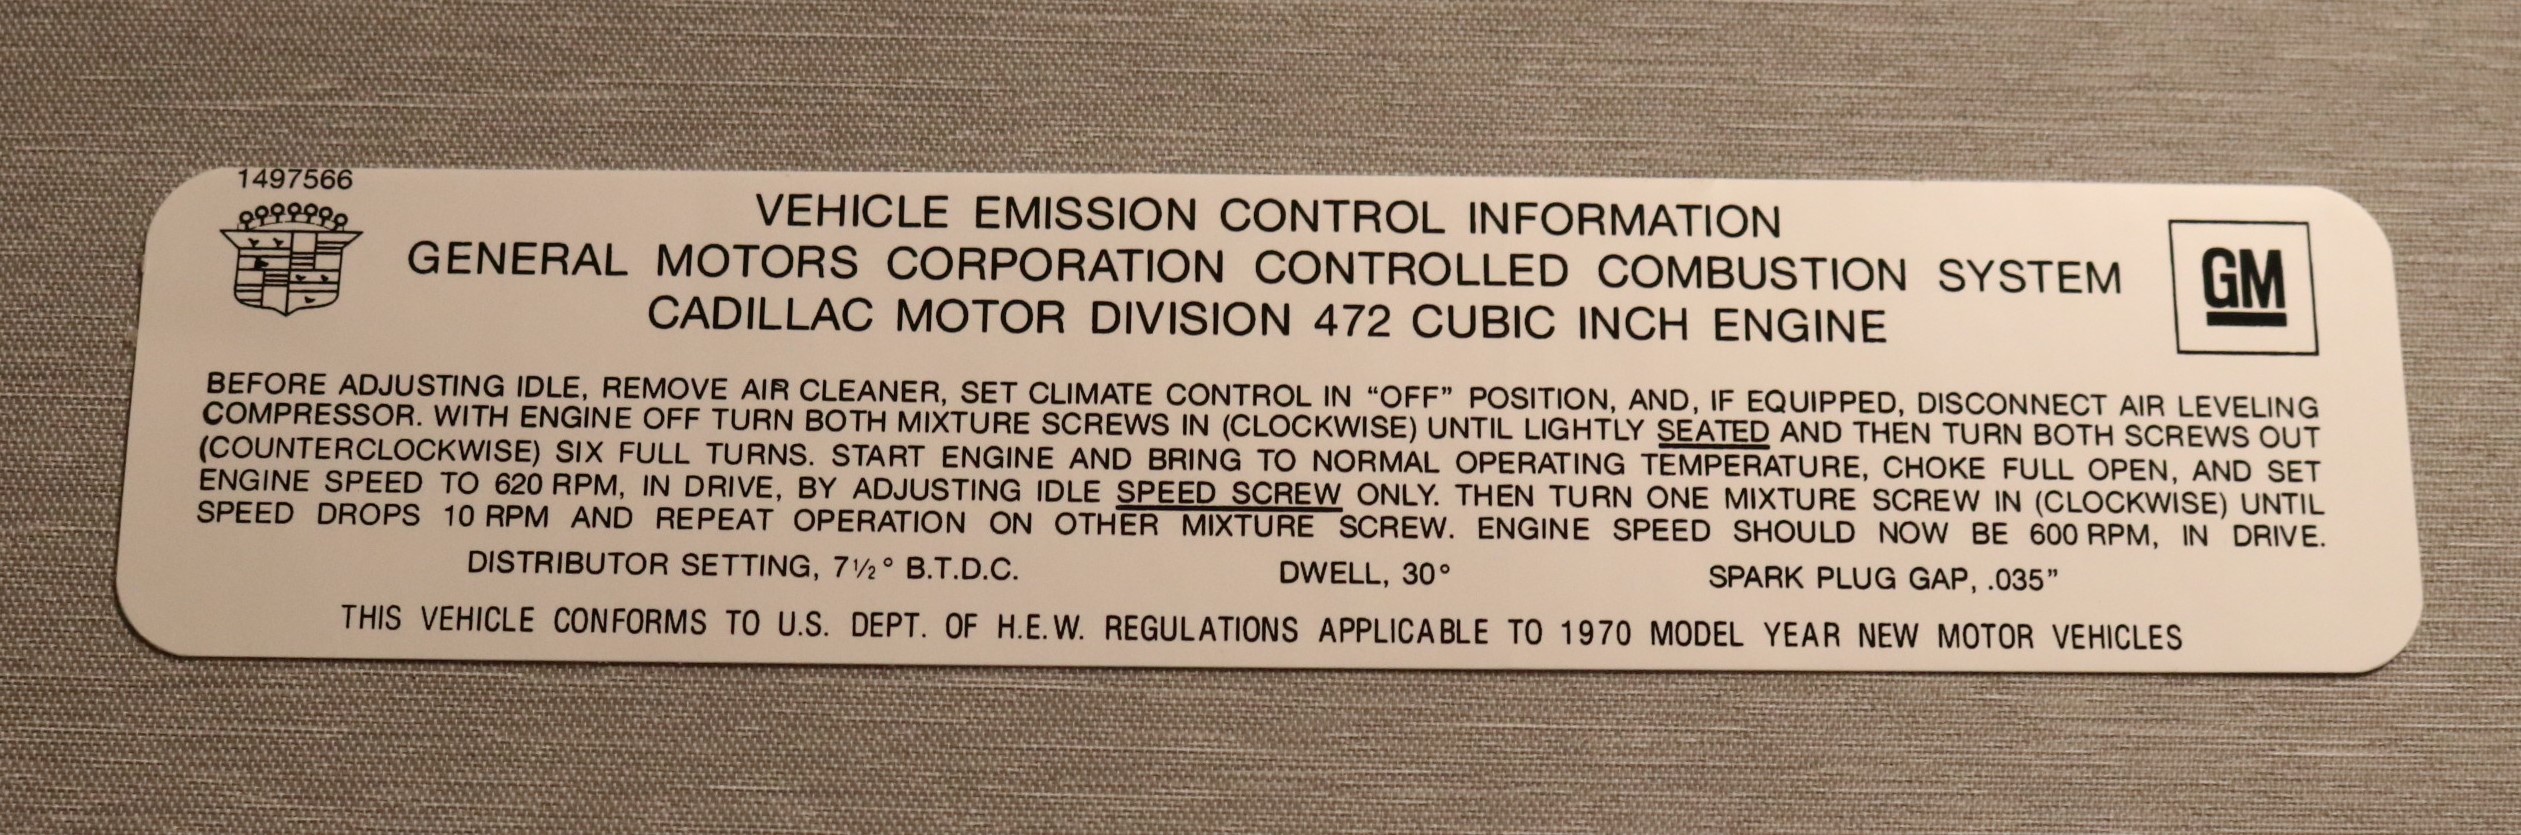 1497566
VEHICLE EMISSION CONTROL INFORMATION
GENERAL MOTORS CORPORATION CONTROLLED COMBUSTION SYSTEM
CADILLAC MOTOR DIVISION 472 CUBIC INCH ENGINE
GM
BEFORE ADJUSTING IDLE, REMOVE AIR CLEANER, SET CLIMATE CONTROL IN “OFF” POSITION, AND, IF EQUIPPED, DISCONNECT AIR LEVELING
COMPRESSOR. WITH ENGINE OFF TURN BOTH MIXTURE SCREWS IN (CLOCKWISE) UNTIL LIGHTLY SEATED AND THEN TURN BOTH SCREWS OUT
(COUNTERCLOCKWISE) SIX FULL TURNS. START ENGINE AND BRING TO NORMAL OPERATING TEMPERATURE, CHOKE FULL OPEN, AND SET
ENGINE SPEED TO 620 RPM, IN DRIVE, BY ADJUSTING IDLE SPEED SCREW ONLY. THEN TURN ONE MIXTURE SCREW IN (CLOCKWISE) UNTIL
SPEED DROPS 10 RPM AND REPEAT OPERATION ON OTHER MIXTURE SCREW. ENGINE SPEED SHOULD NOW BE 600 RPM, IN DRIVE.
DISTRIBUTOR SETTING, 7½° B.T.D.C. DWELL, 30° SPARK PLUG GAP, .035”
THIS VEHICLE CONFORMS TO U.S. DEPT. OF H.E.W. REGULATIONS APPLICABLE TO 1970 MODEL YEAR NEW MOTOR VEHICLES